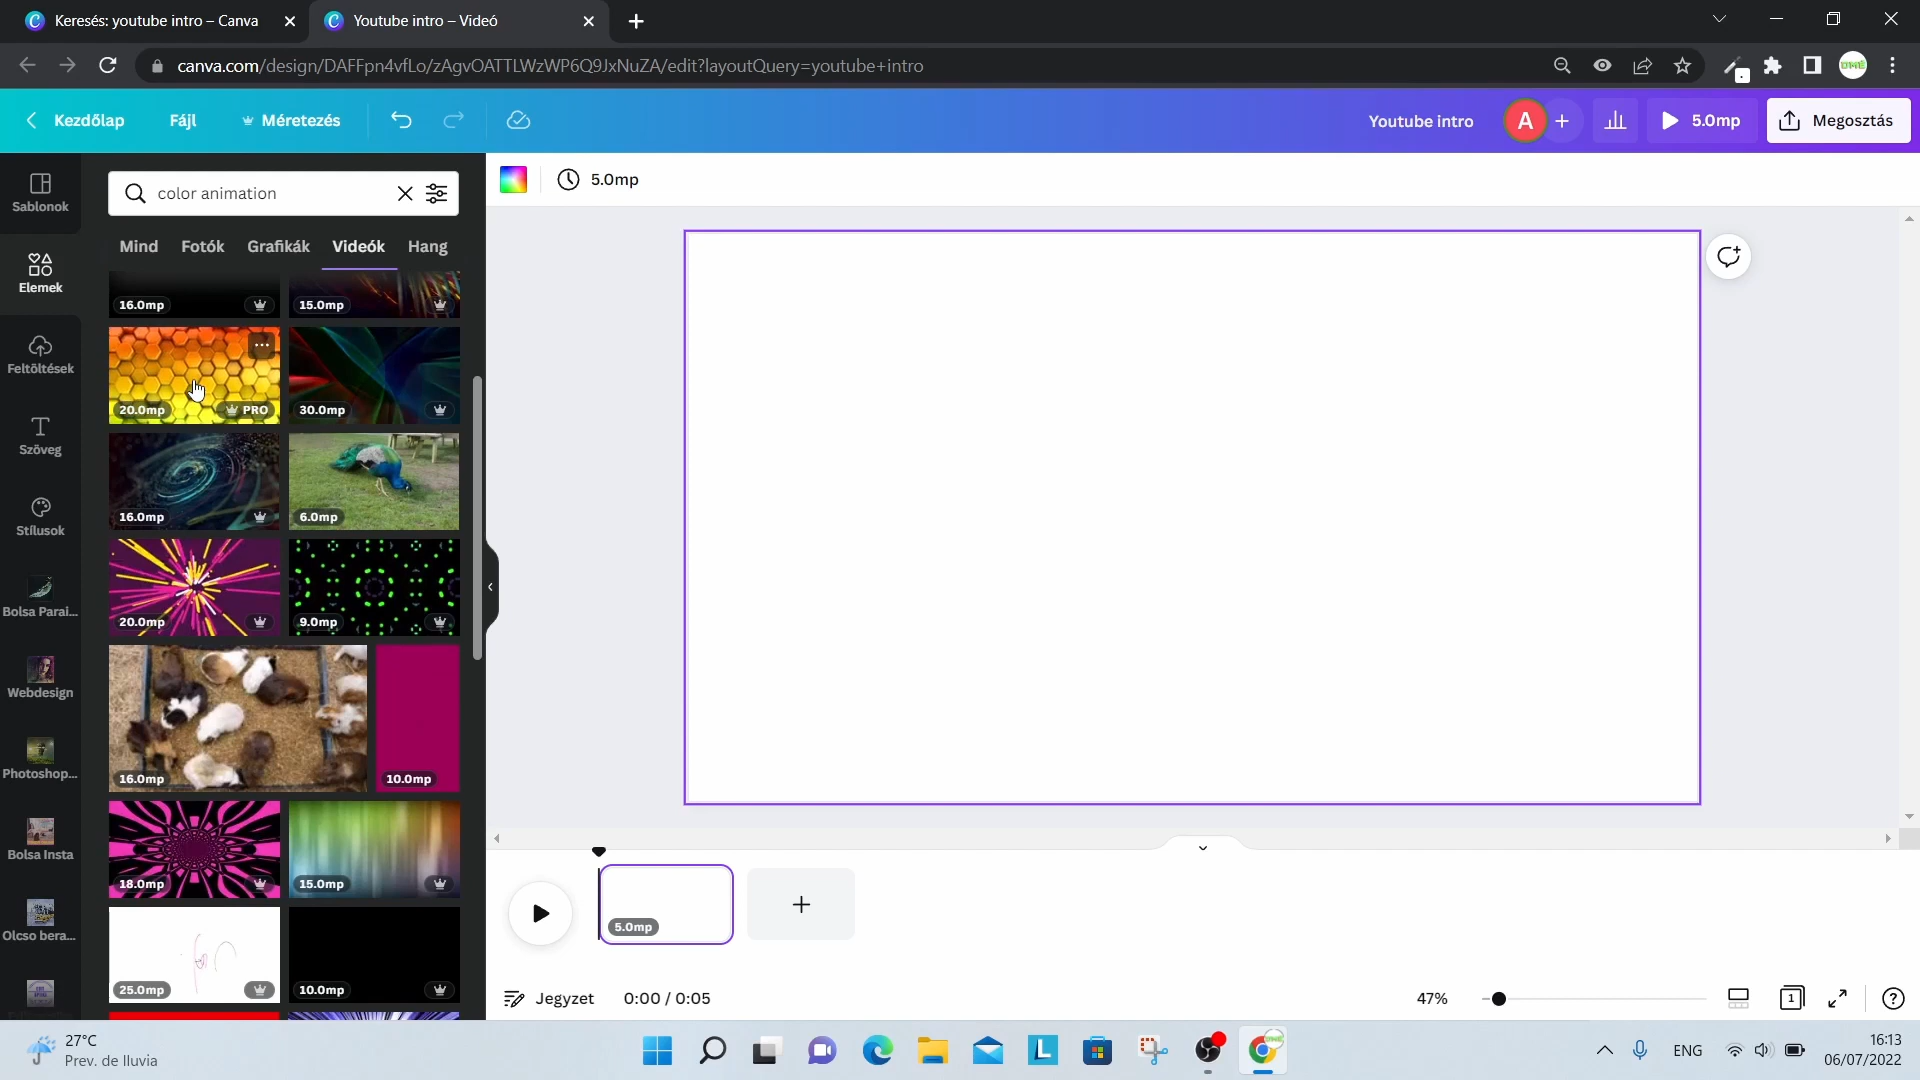 Keresés: youtube intro – Canva
Youtube intro – Videó
canva.com/design/DAFFpn4vfLo/zAgvOATTLWzWP6Q9JxNuZA/edit?layoutQuery=youtube+intro
Kezdőlap
Fájl
Méretezés
Youtube intro
A
5.0mp
Megosztás
Sablonok
Elemek
Feltöltések
Szöveg
Stílusok
Bolsa Parai...
Webdesign
Photoshop...
Bolsa Insta
Olcso bera...
color animation
Mind
Fotók
Grafikák
Videók
Hang
16.0mp
15.0mp
20.0mp
PRO
30.0mp
16.0mp
6.0mp
20.0mp
9.0mp
16.0mp
10.0mp
18.0mp
15.0mp
25.0mp
10.0mp
5.0mp
5.0mp
Jegyzet
0:00 / 0:05
47%
1
27°C
Prev. de lluvia
ENG
16:13
06/07/2022